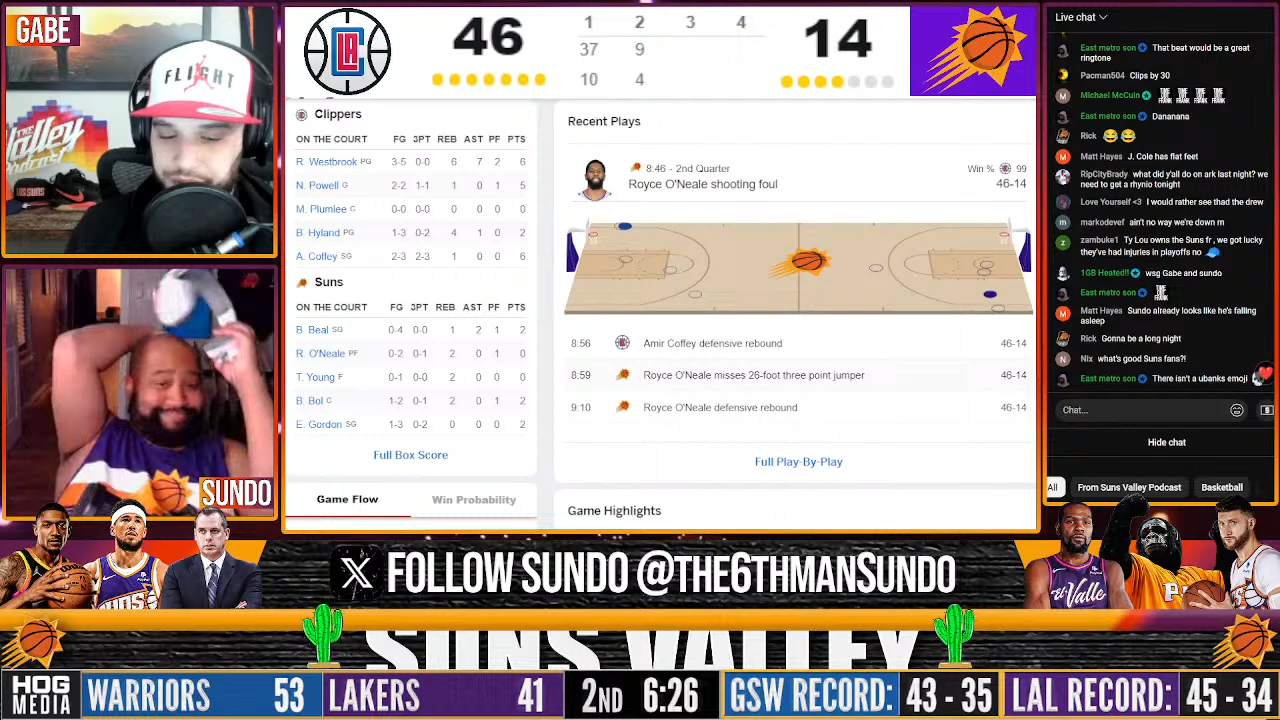 GABE
FLIGHT
The Valley
PODCAST
SUNDO
LA
46
1 2 3 4
37 9
10 4
14
Clippers
ON THE COURT FG 3PT REB AST PF PTS
R. Westbrook PG 3-5 0-0 6 7 2 6
N. Powell G 2-2 1-1 1 0 1 5
M. Plumlee C 0-0 0-0 0 0 0 0
B. Hyland PG 1-3 0-2 4 1 0 2
A. Coffey SG 2-3 2-3 1 0 0 6
Suns
ON THE COURT FG 3PT REB AST PF PTS
B. Beal SG 0-4 0-0 1 2 1 2
R. O'Neale PF 0-2 0-1 2 0 1 0
T. Young F 0-1 0-0 2 0 0 0
B. Bol C 1-2 0-1 2 0 1 2
E. Gordon SG 1-3 0-2 0 0 0 2
Full Box Score
Game Flow Win Probability
Recent Plays
8:46 - 2nd Quarter
Royce O'Neale shooting foul
Win % 99
46-14
8:56 Amir Coffey defensive rebound 46-14
8:59 Royce O'Neale misses 26-foot three point jumper 46-14
9:10 Royce O'Neale defensive rebound 46-14
Full Play-By-Play
Game Highlights
Live chat
East metro son That beat would be a great
ringtone
Pacman504 Clips by 30
Michael McCuin
East metro son Dananana
Rick
Matt Hayes J. Cole has flat feet
RipCityBrady what did y'all do on ark last night? we
need to get a rhynio tonight
Love Yourself <3 I would rather see thad the drew
markodevef ain't no way we're down m
zambuke1 Ty Lou owns the Suns fr , we got lucky
they've had injuries in playoffs no
1GB Heated!! wsg Gabe and sundo
East metro son
Matt Hayes Sundo already looks like he's falling
asleep
Rick Gonna be a long night
Nix what's good Suns fans?!
East metro son There isn't a ubanks emoji
Chat...
Hide chat
All From Suns Valley Podcast Basketball
X FOLLOW SUNDO @THE6THMANSUNDO
SUNS
El Valle
SUNS VALLEY
HOG
MEDIA
WARRIORS 53 LAKERS 41 2ND 6:26 GSW RECORD: 43 - 35 LAL RECORD: 45 - 34